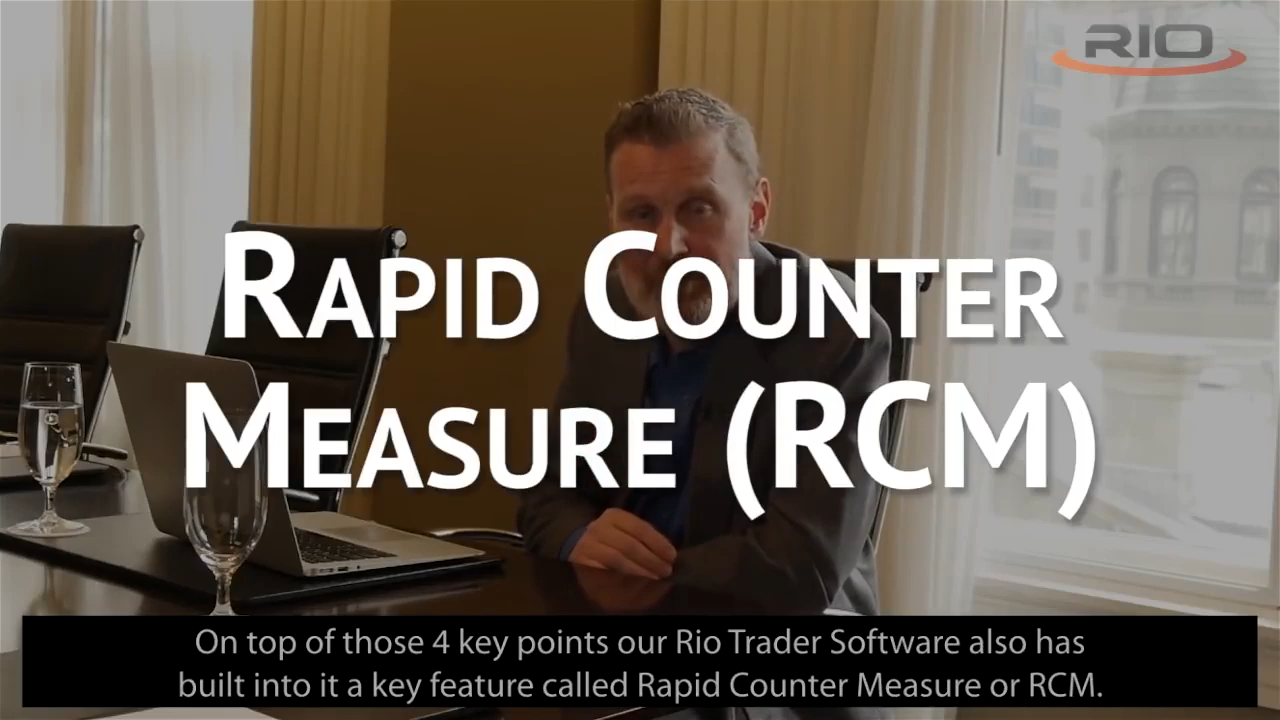 RIO
RAPID COUNTER
MEASURE (RCM)
On top of those 4 key points our Rio Trader Software also has
built into it a key feature called Rapid Counter Measure or RCM.